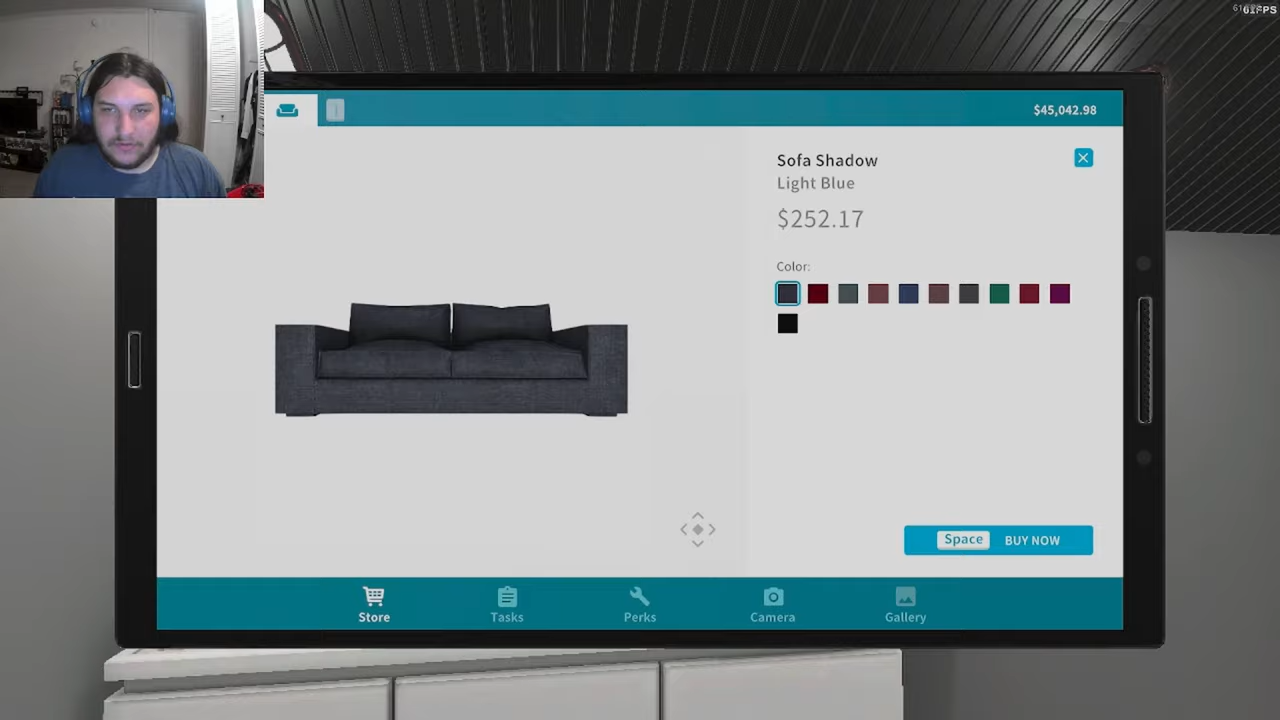 $45,042.98
Sofa Shadow
Light Blue
$252.17
Color:
Space BUY NOW
Store Tasks Perks Camera Gallery